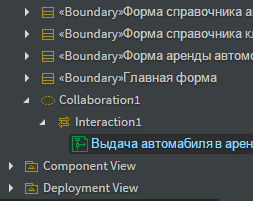 «Boundary»Форма справочника а
«Boundary»Форма справочника к
«Boundary»Форма аренды автомо
«Boundary»Главная форма
Collaboration1
Interaction1
Выдача автомобиля в арен
Component View
Deployment View